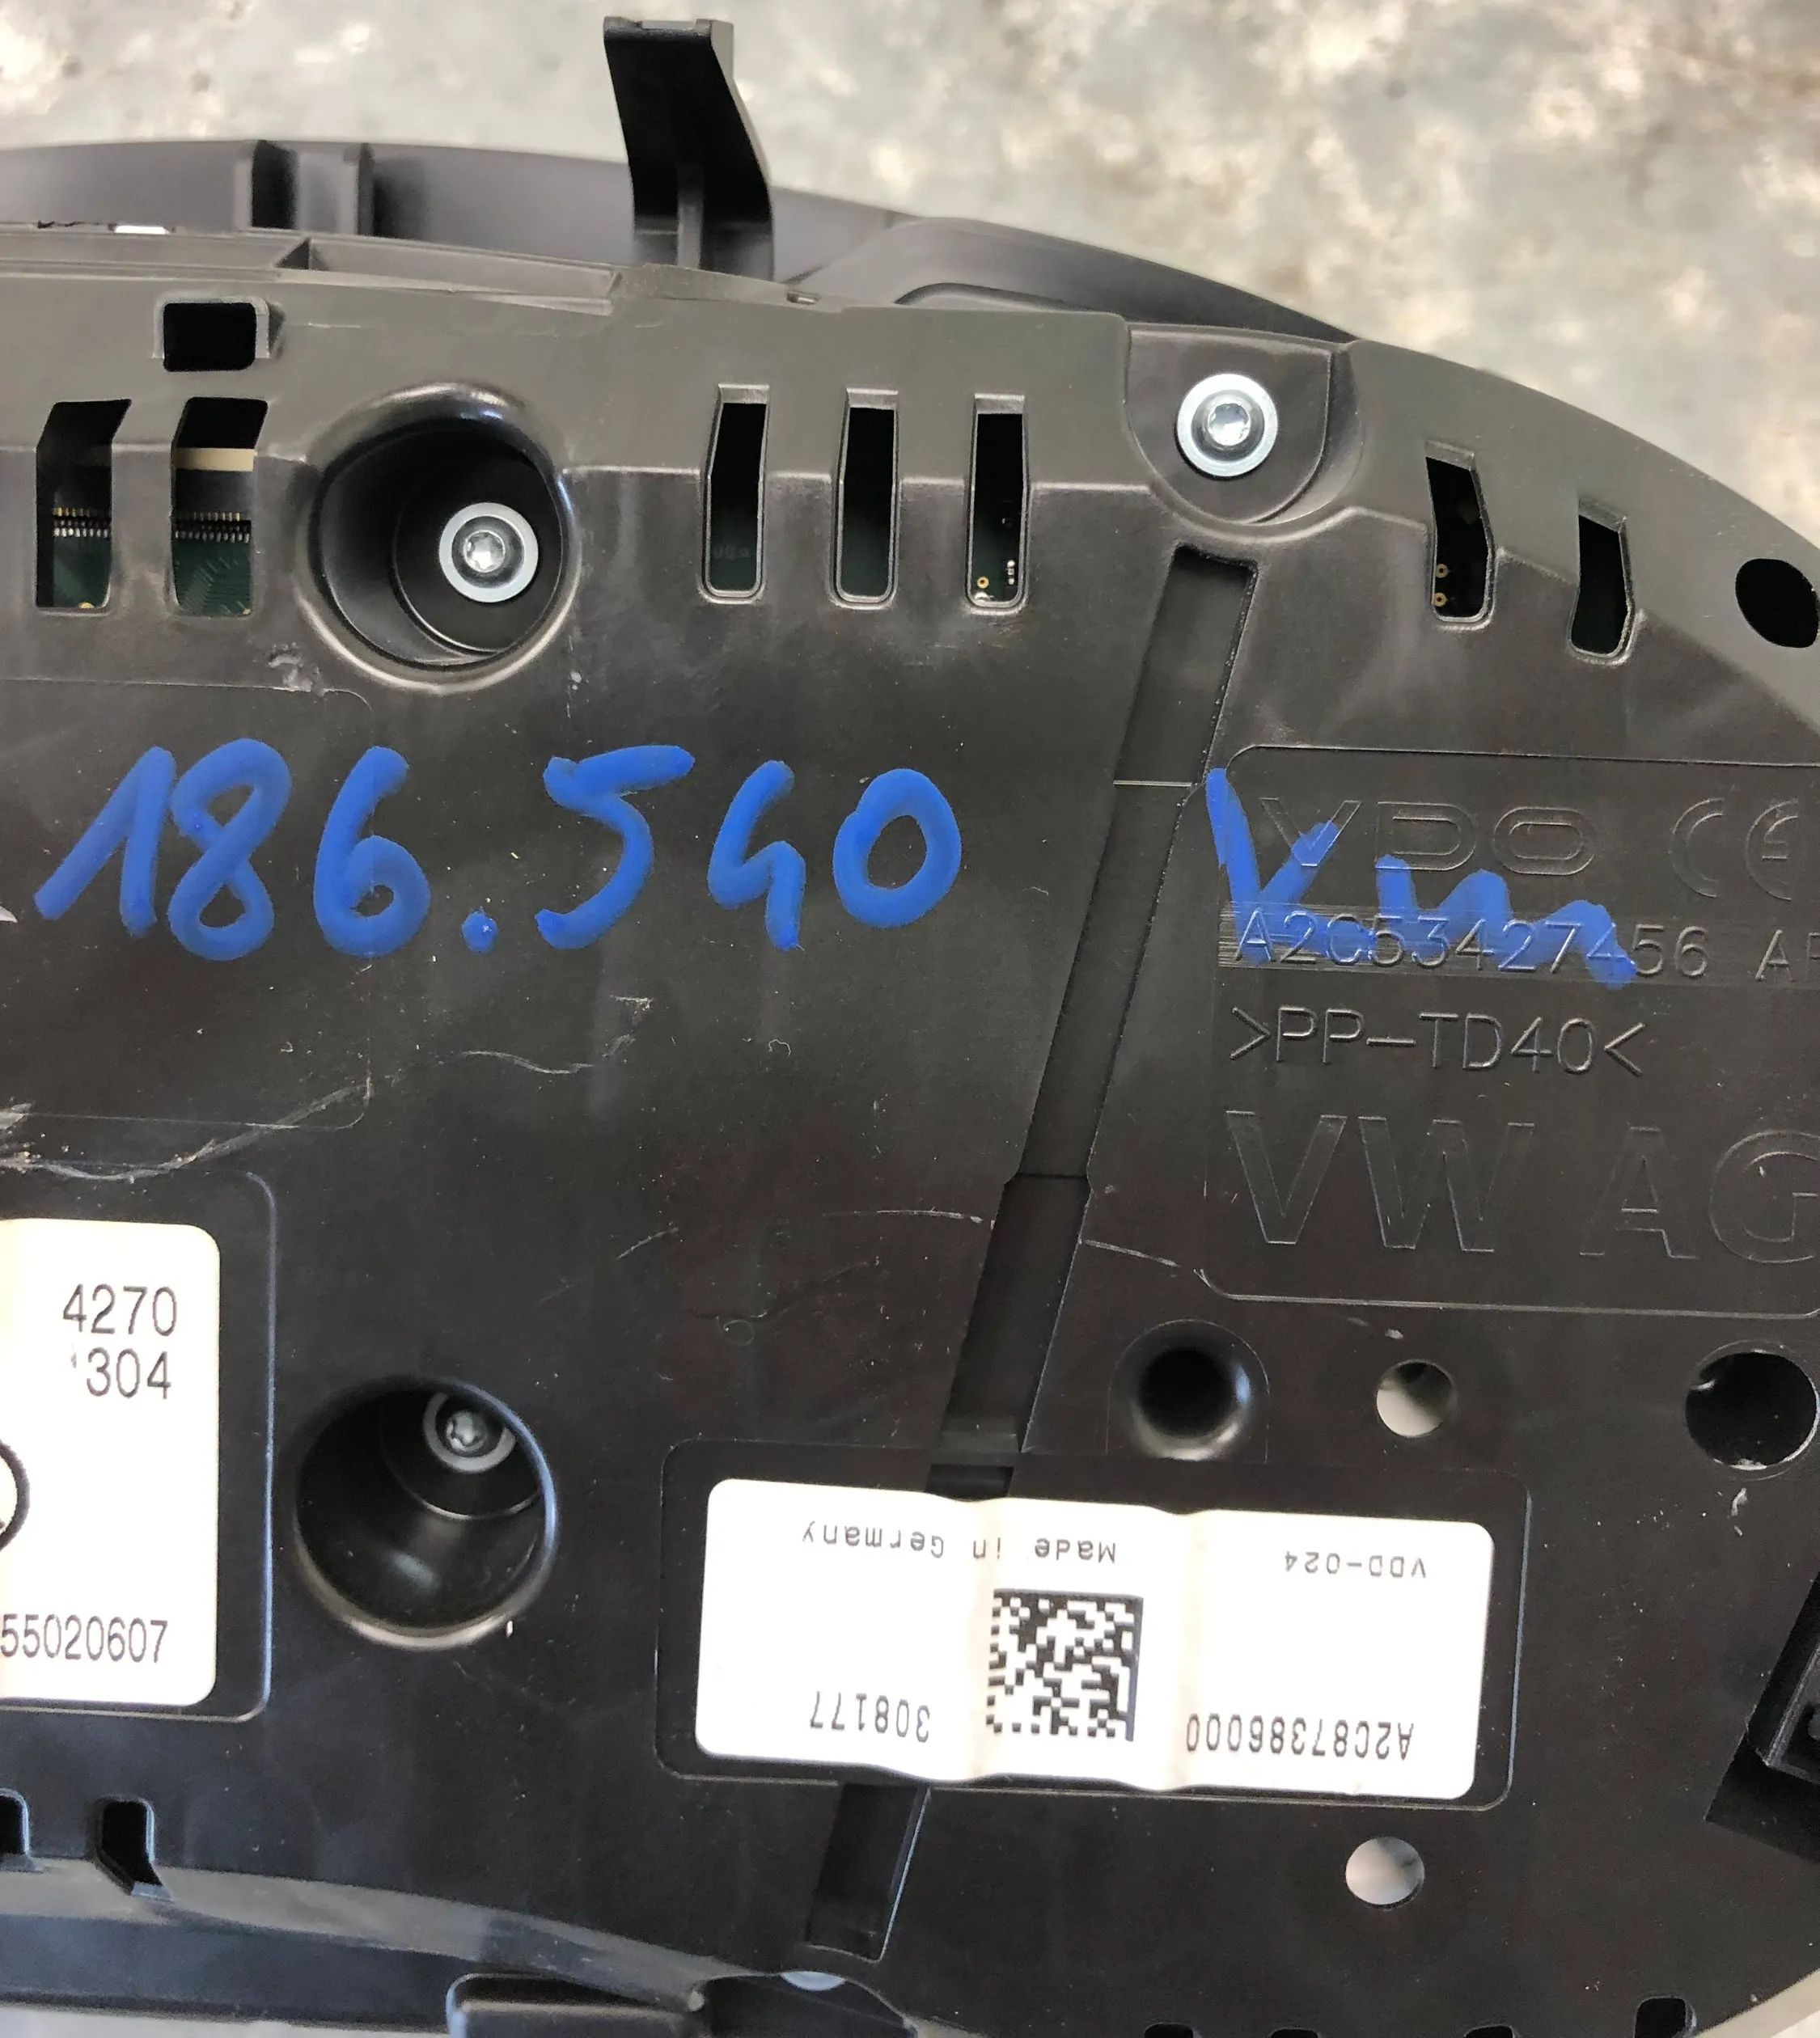 186.540 Km
VDO CE
A2C53427456
>PP-TD40<
VW AG
4270
304
55020607
A2C87386000 308177
VDD-024 Made in Germany